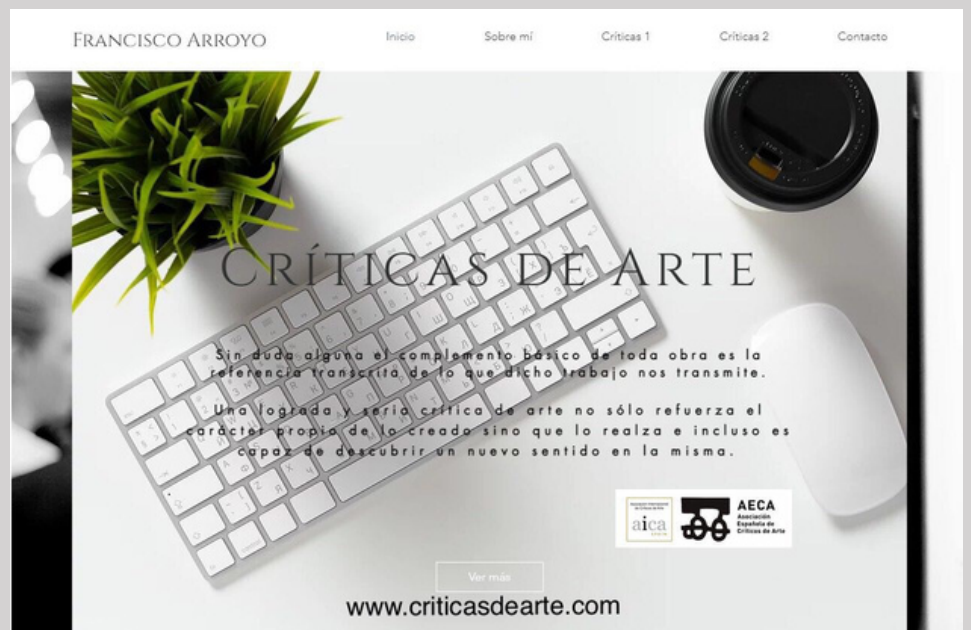 FRANCISCO ARROYO
Inicio
Sobre mí
Críticas 1
Críticas 2
Contacto
CRÍTICAS DE ARTE
Sin duda alguna el complemento básico de toda obra es la
referencia transcrita de lo que dicho trabajo nos transmite.
Una lograda y seria crítica de arte no sólo refuerza el
carácter propio de lo creado sino que lo realza e incluso es
capaz de descubrir un nuevo sentido en la misma.
aica
AECA
Asociación
Española de
Críticos de Arte
Ver más
www.criticasdearte.com